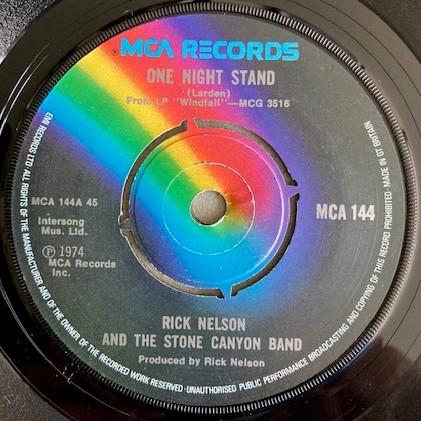 MCA RECORDS
ONE NIGHT STAND
(Larden)
From LP "Windfall"—MCG 3516
MCA 144A 45
Intersong
Mus. Ltd.
℗ 1974
MCA Records
Inc.
MCA 144
RICK NELSON
AND THE STONE CANYON BAND
Produced by Rick Nelson
EMI RECORDS LTD ALL RIGHTS OF THE MANUFACTURER AND OF THE OWNER OF THE RECORDED WORK RESERVED·UNAUTHORISED PUBLIC PERFORMANCE BROADCASTING AND COPYING OF THIS RECORD PROHIBITED·MADE IN GT BRITAIN